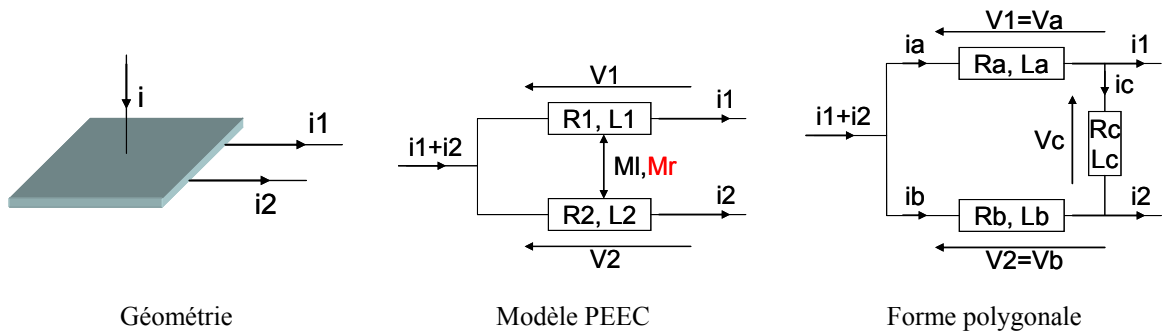 i
i1
i2
Géométrie
V1
i1
R1, L1
i1+i2
Ml,Mr
R2, L2
i2
V2
Modèle PEEC
V1=Va
ia
i1
Ra, La
ic
i1+i2
Vc
Rc
Lc
ib
i2
Rb, Lb
V2=Vb
Forme polygonale